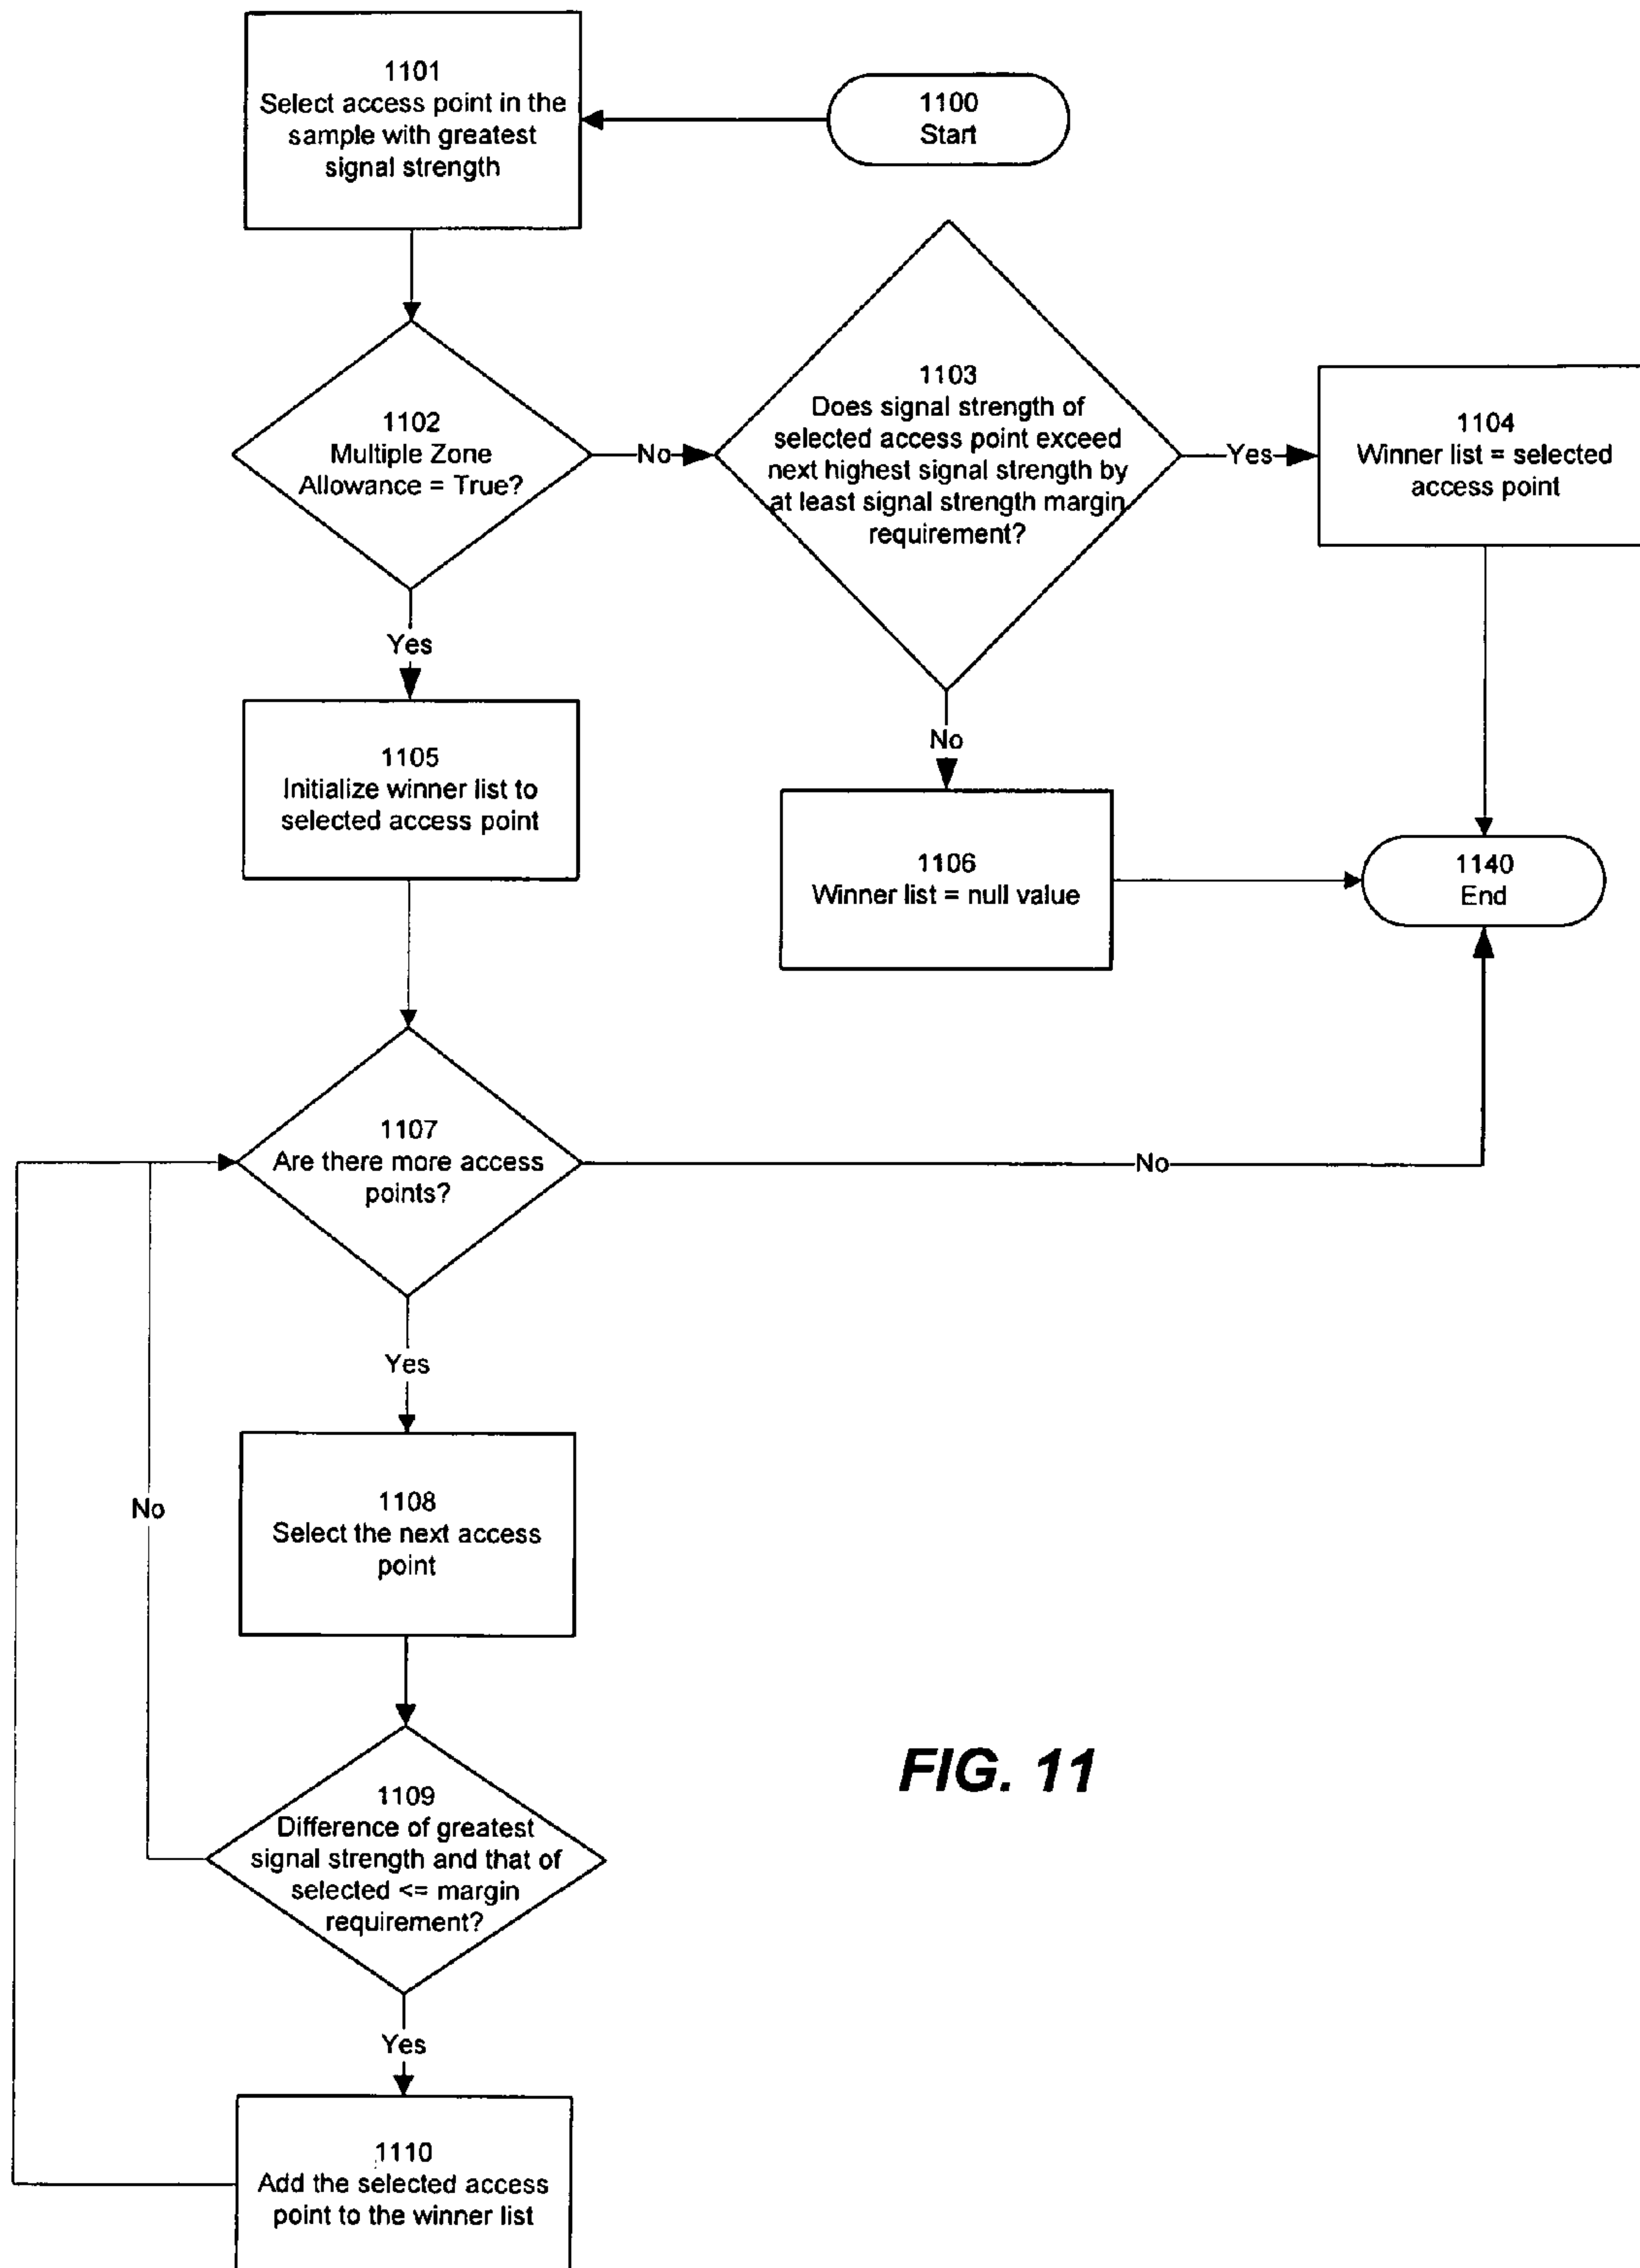 1101
Select access point in the
sample with greatest
signal strength
1100
Start
1102
Multiple Zone
Allowance = True?
No
1103
Does signal strength of
selected access point exceed
next highest signal strength by
at least signal strength margin
requirement?
Yes
1104
Winner list = selected
access point
Yes
No
1105
Initialize winner list to
selected access point
1106
Winner list = null value
1140
End
1107
Are there more access
points?
No
Yes
1108
Select the next access
point
No
1109
Difference of greatest
signal strength and that of
selected <= margin
requirement?
FIG. 11
Yes
1110
Add the selected access
point to the winner list